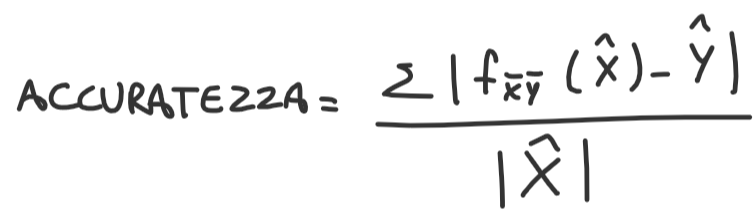 ACCURATEZZA = Σ | f_x̄ȳ (x̂) - ŷ |
| X̂ |